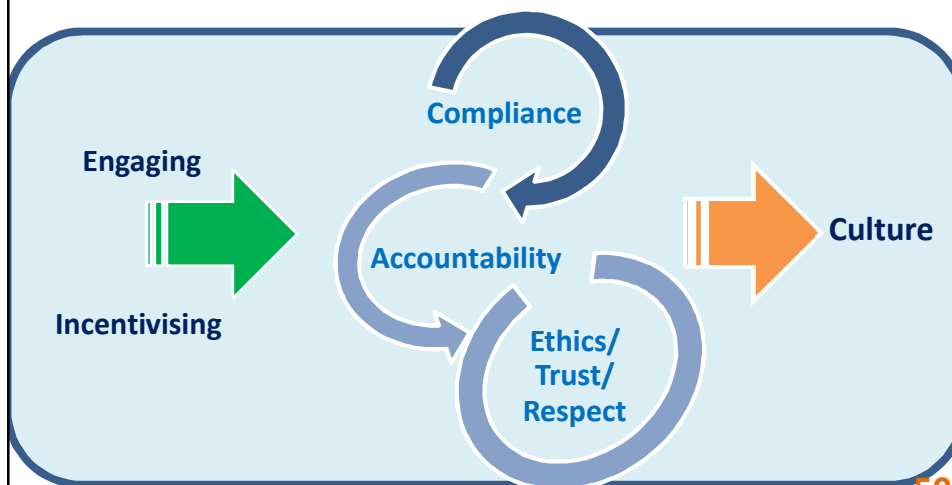 Compliance
Engaging
Culture
Accountability
Incentivising
Ethics/
Trust/
Respect